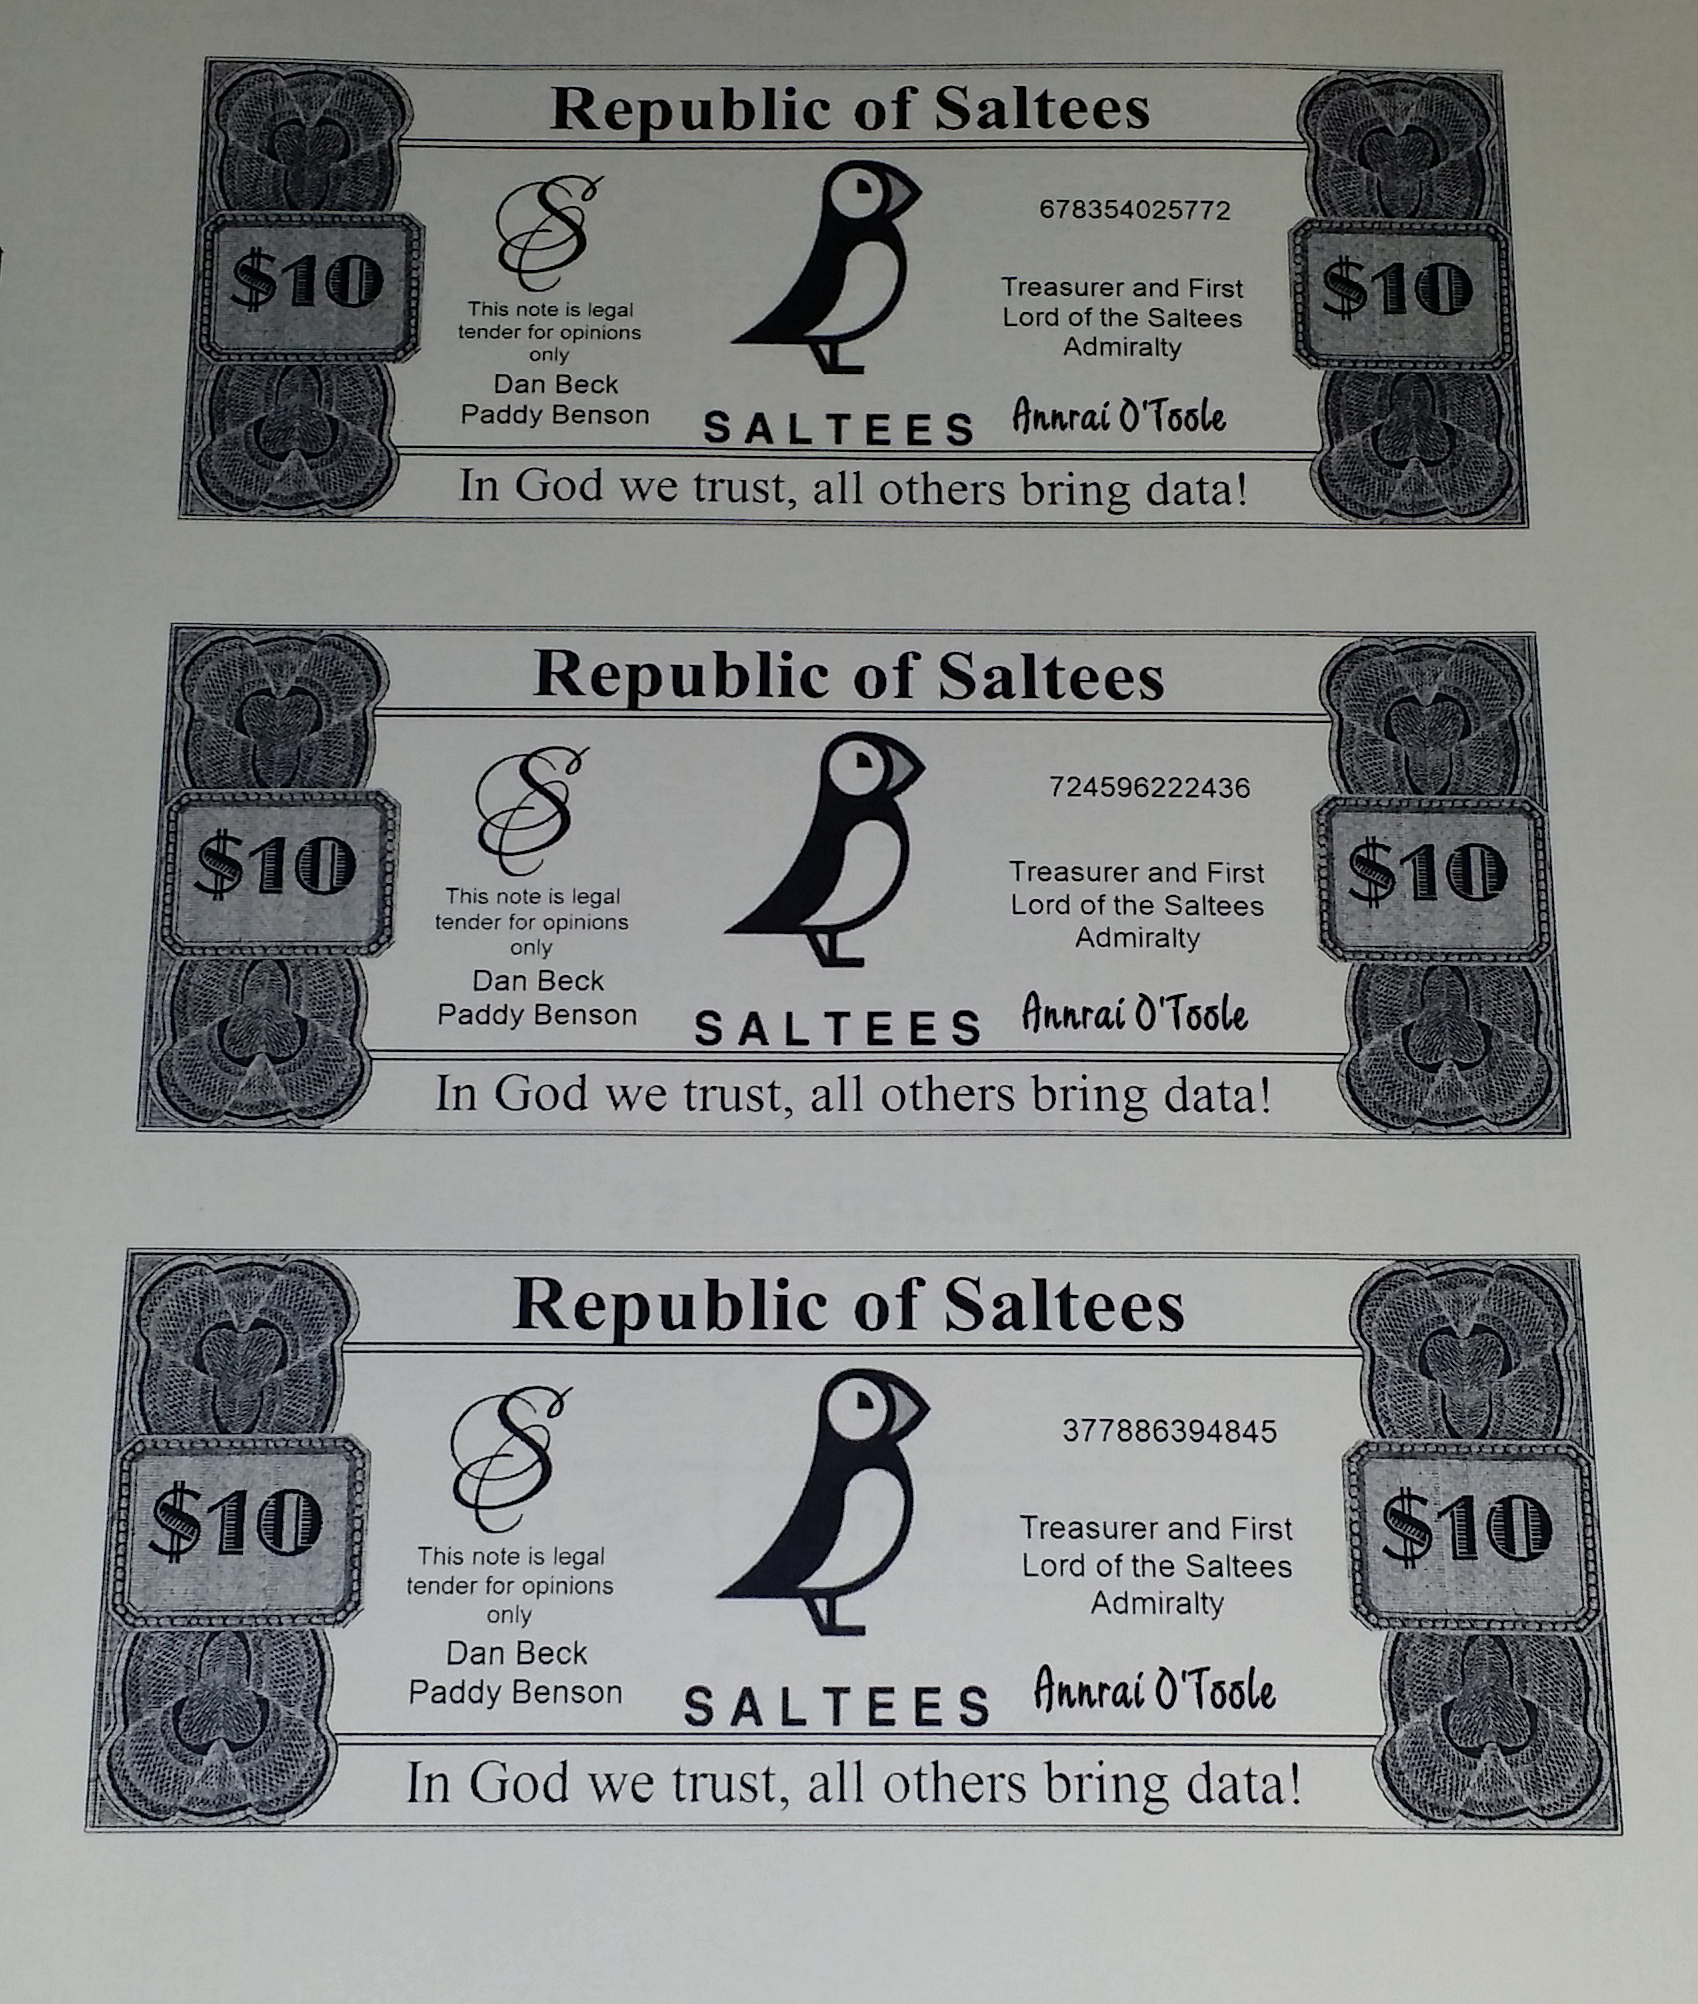 Republic of Saltees
$10
S
This note is legal
tender for opinions
only
Dan Beck
Paddy Benson
SALTEES
678354025772
Treasurer and First
Lord of the Saltees
Admiralty
Annraí O'Toole
$10
In God we trust, all others bring data!
Republic of Saltees
$10
S
This note is legal
tender for opinions
only
Dan Beck
Paddy Benson
SALTEES
724596222436
Treasurer and First
Lord of the Saltees
Admiralty
Annraí O'Toole
$10
In God we trust, all others bring data!
Republic of Saltees
$10
S
This note is legal
tender for opinions
only
Dan Beck
Paddy Benson
SALTEES
377886394845
Treasurer and First
Lord of the Saltees
Admiralty
Annraí O'Toole
$10
In God we trust, all others bring data!